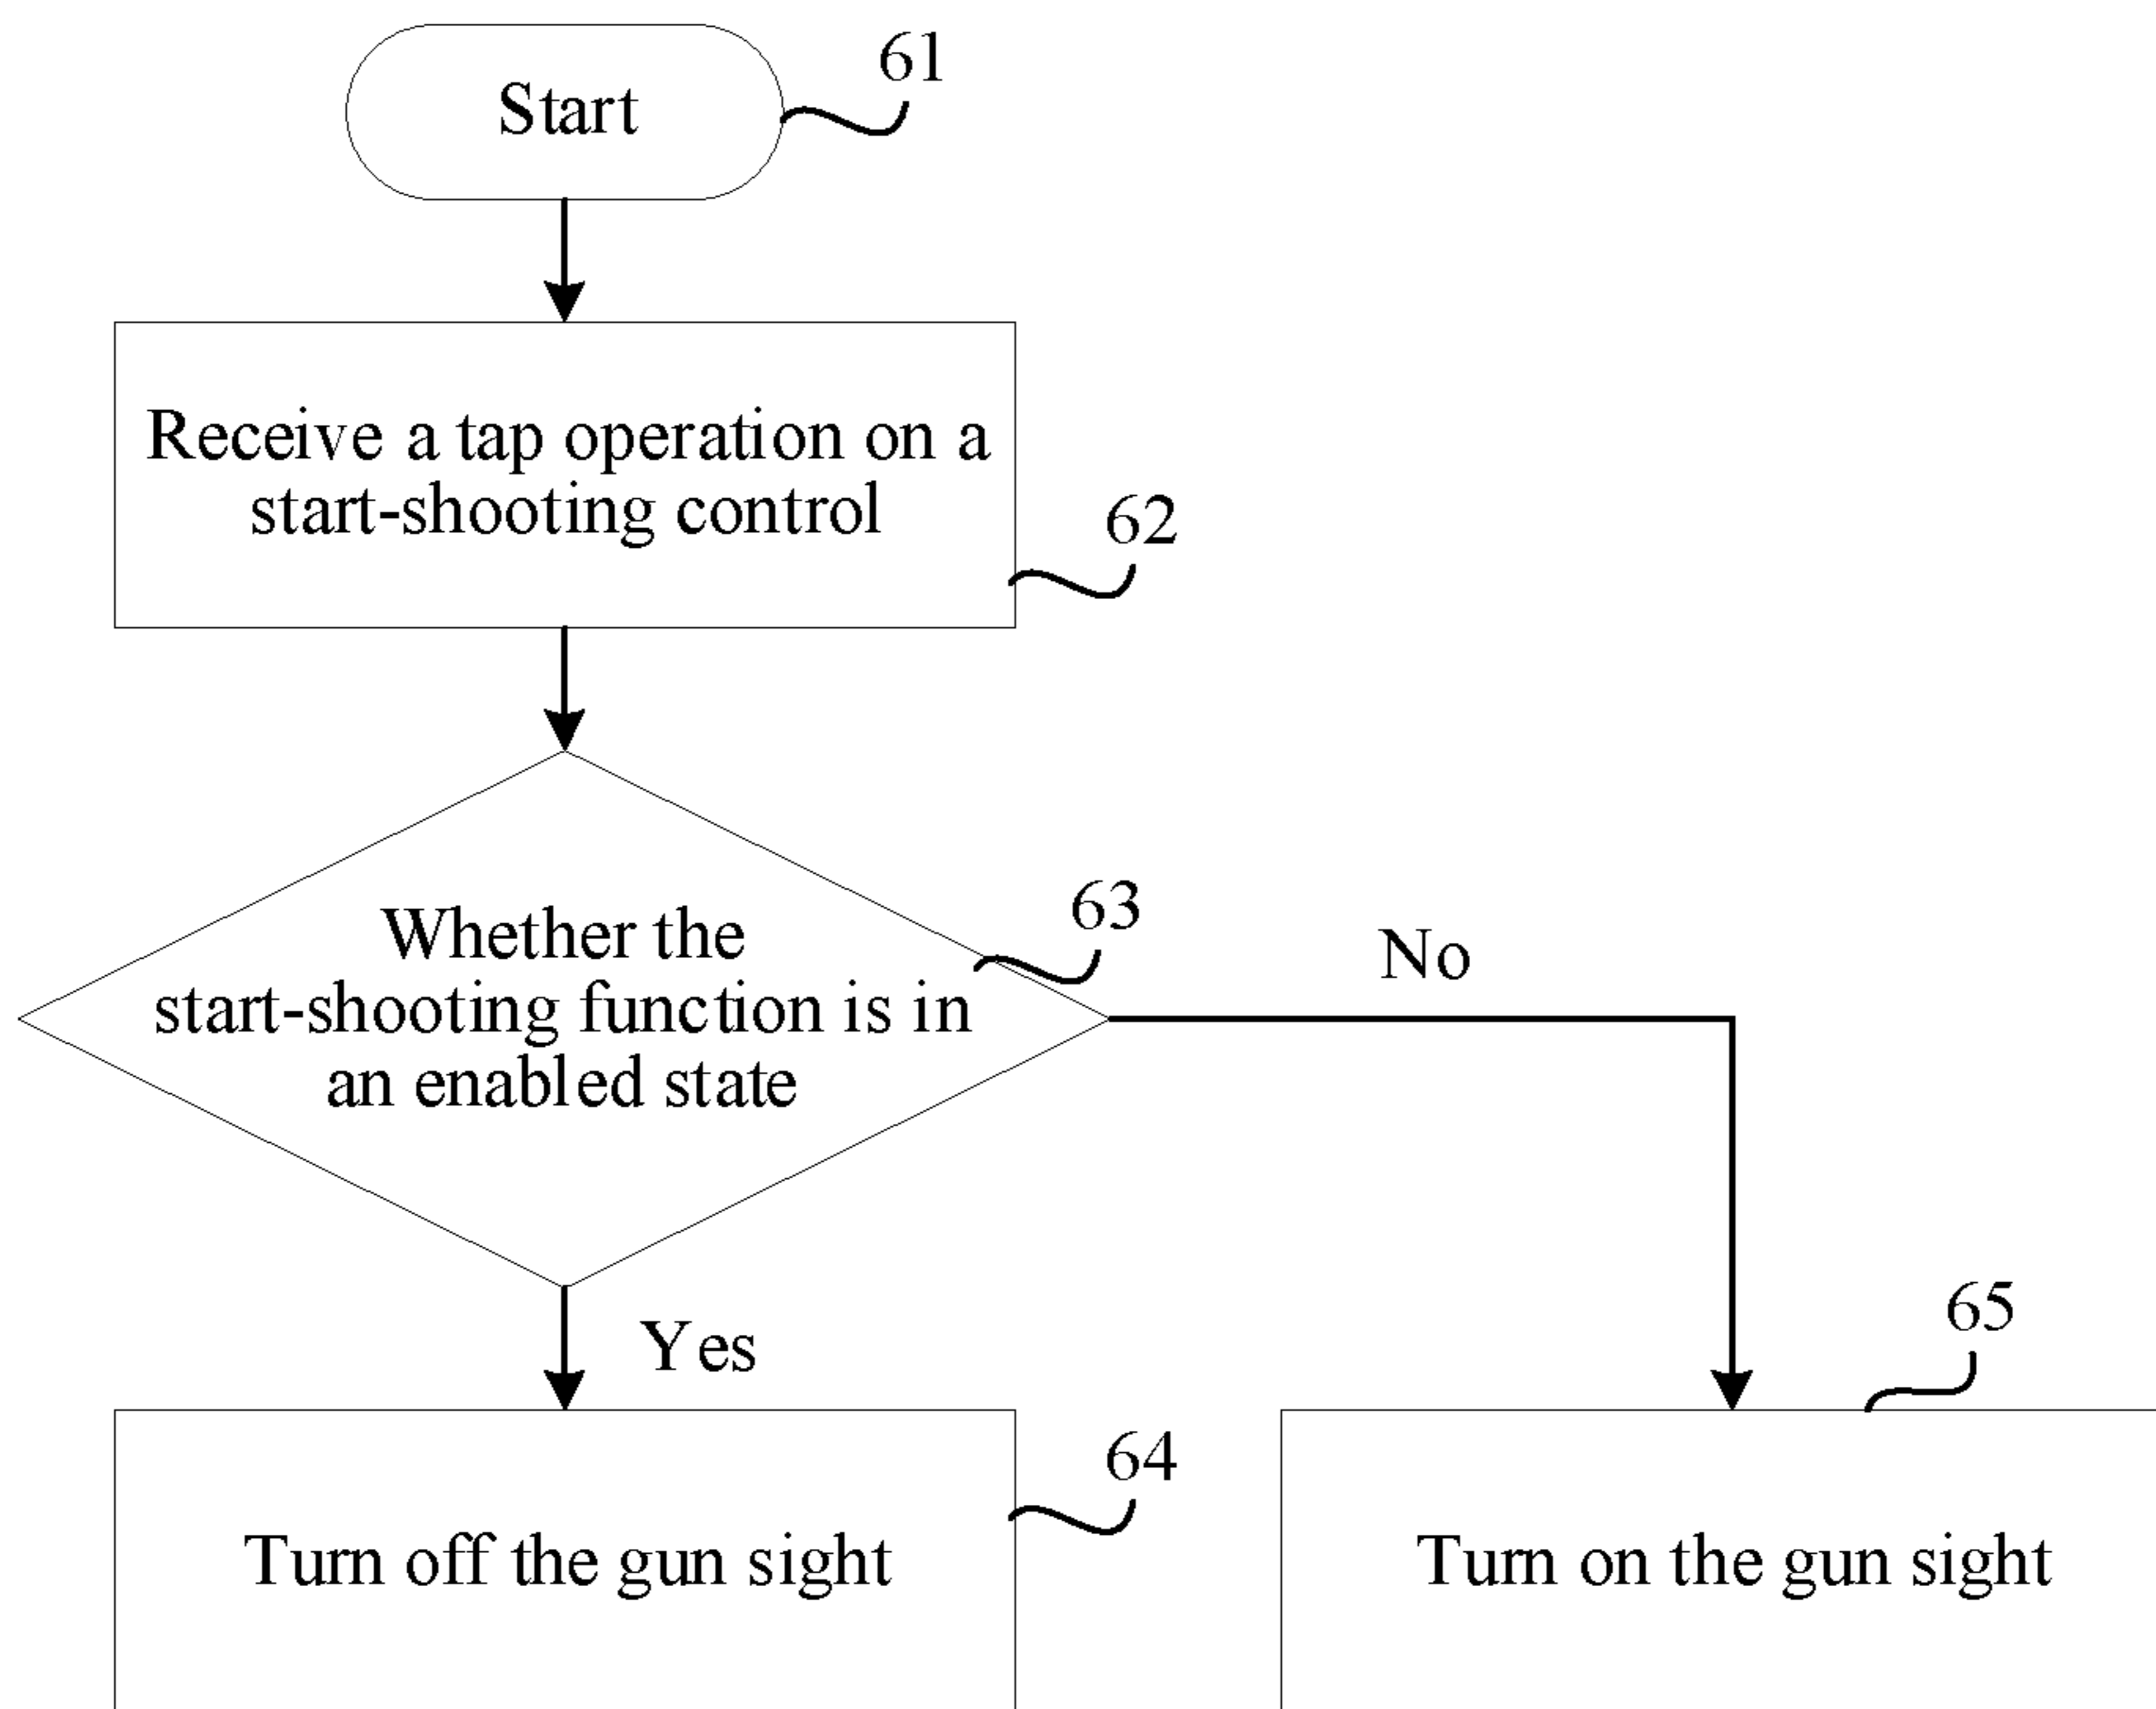 Start
61
Receive a tap operation on a
start-shooting control
62
Whether the
start-shooting function is in
an enabled state
63
No
Yes
65
64
Turn off the gun sight
Turn on the gun sight